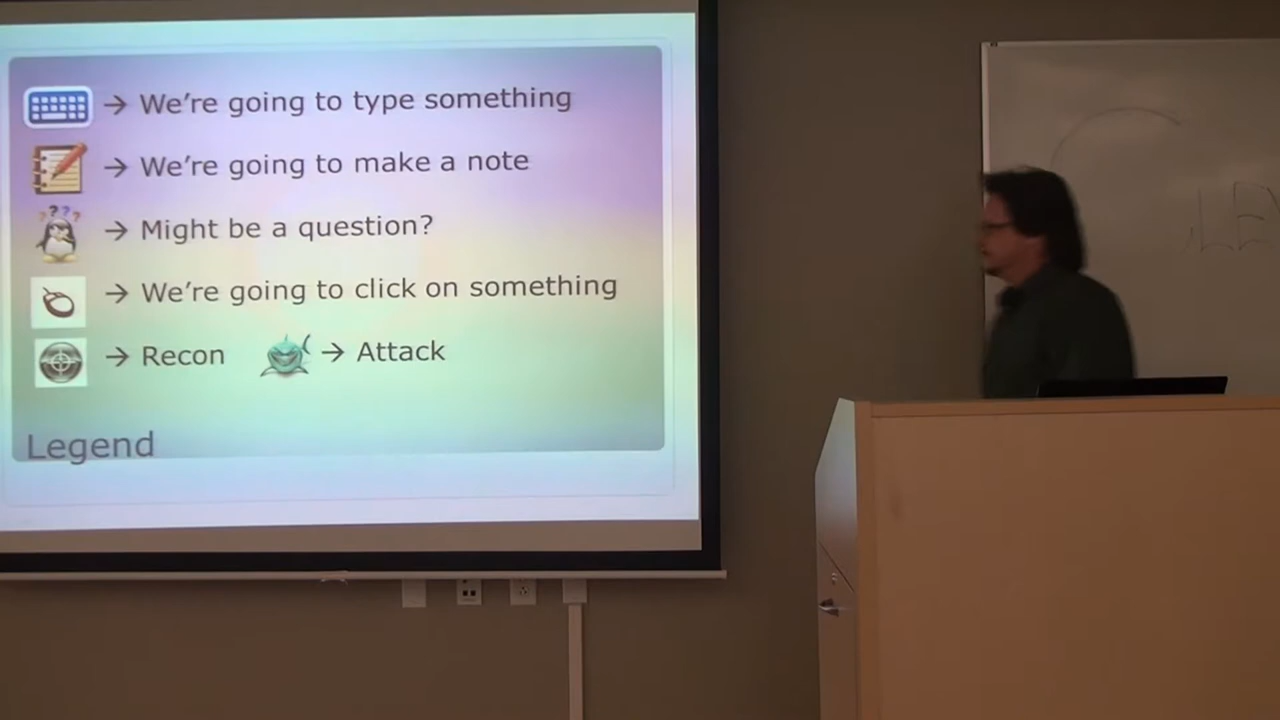 → We're going to type something
→ We're going to make a note
→ Might be a question?
→ We're going to click on something
→ Recon → Attack
Legend